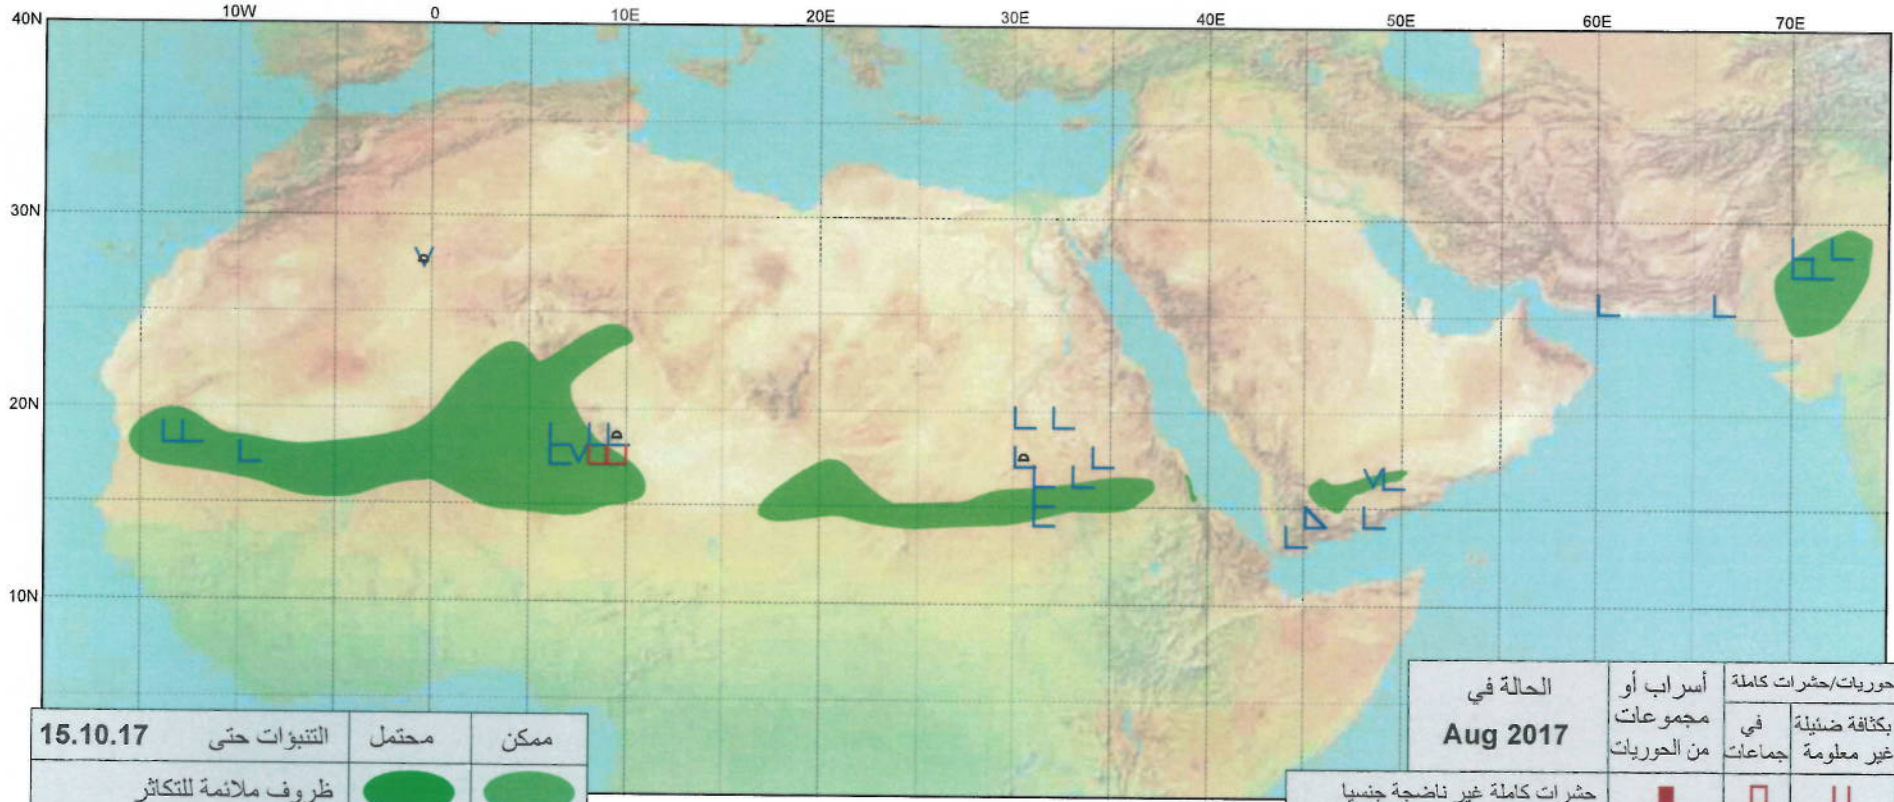 40N 10W 0 10E 20E 30E 40E 50E 60E 70E
30N
20N
10N
D
D
D
ممكن
محتمل
التنبؤات حتى 15.10.17
ظروف ملائمة للتكاثر
الحالة في
Aug 2017
أسراب أو
مجموعات
من الحوريات
حوريات/حشرات كاملة
في
جماعات
بكثافة ضئيلة
غير معلومة
حشرات كاملة غير ناضجة جنسيا